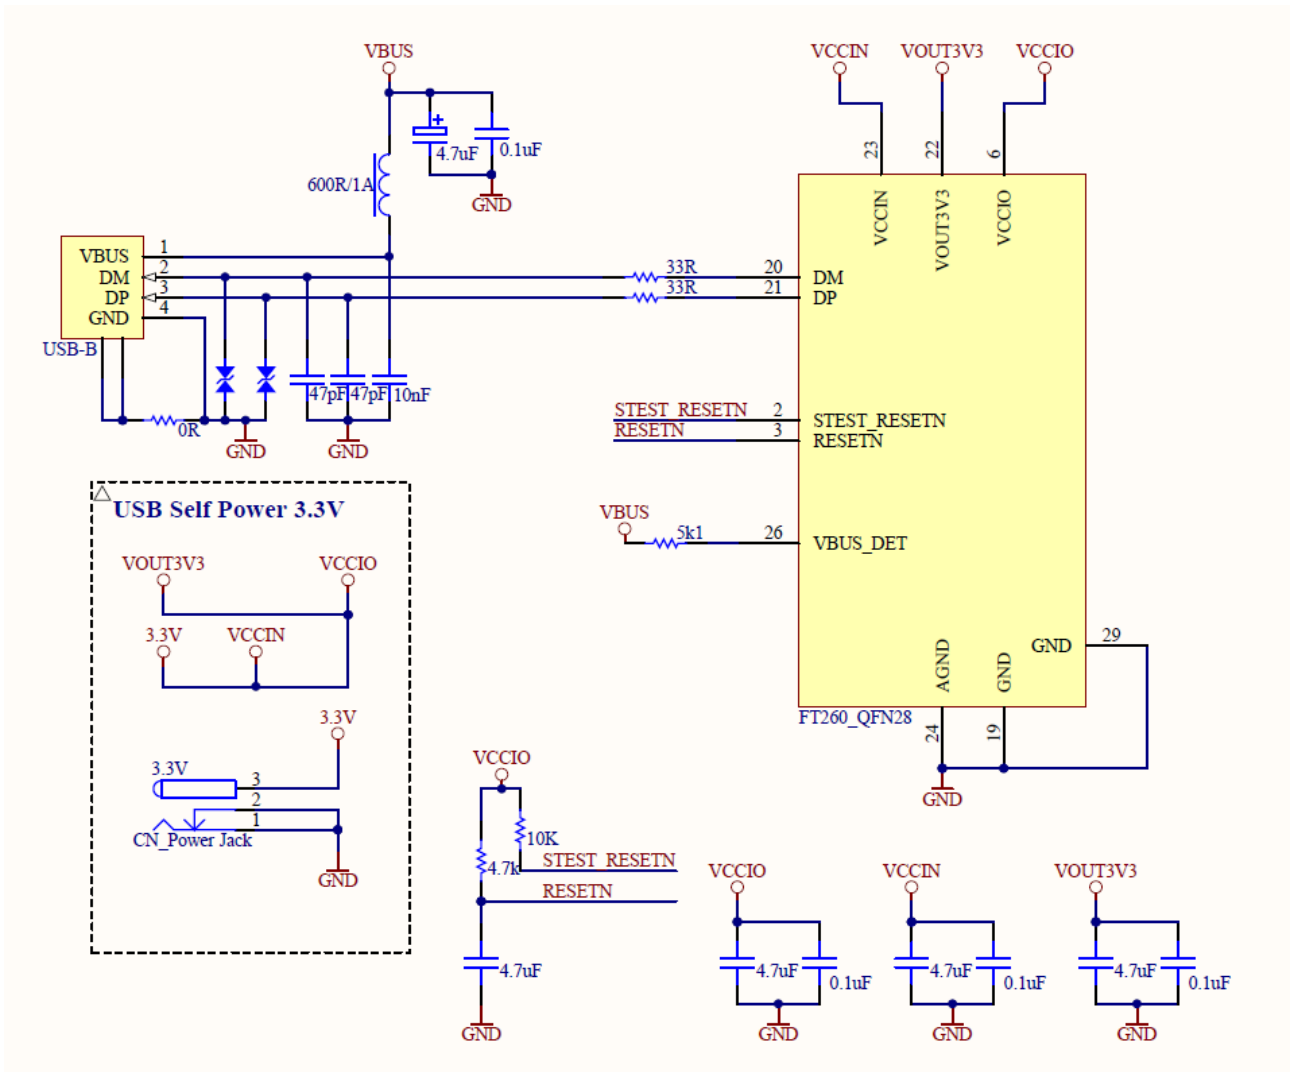 VBUS
VCCIN
VOUT3V3
VCCIO
4.7uF
0.1uF
600R/1A
GND
23
22
6
VCCIN
VOUT3V3
VCCIO
VBUS 1
DM 2
DP 3
GND 4
USB-B
33R
33R
20 DM
21 DP
47pF
47pF
10nF
0R
GND
GND
STEST_RESETN 2 STEST_RESETN
RESETN 3 RESETN
VBUS
5k1
26 VBUS_DET
USB Self Power 3.3V
VOUT3V3
VCCIO
3.3V
VCCIN
3.3V
3.3V
3
2
1
CN_Power Jack
GND
AGND
GND
GND 29
FT260_QFN28
24
19
GND
VCCIO
10K
4.7k
STEST_RESETN
RESETN
4.7uF
GND
VCCIO
4.7uF
0.1uF
GND
VCCIN
4.7uF
0.1uF
GND
VOUT3V3
4.7uF
0.1uF
GND